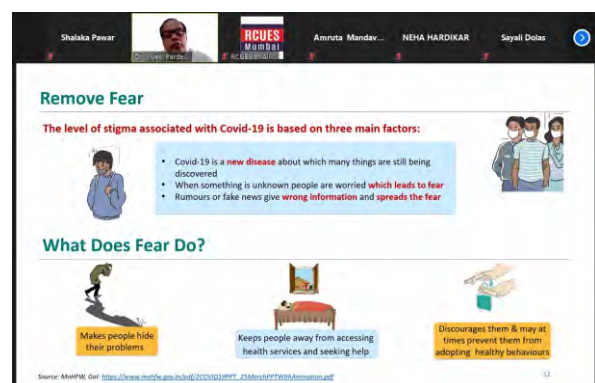 Shalaka Pawar
RCUES
Mumbai
Amruta Mandav...
NEHA HARDIKAR
Sayali Dolas
Remove Fear
The level of stigma associated with Covid-19 is based on three main factors:
• Covid-19 is a new disease about which many things are still being
discovered
• When something is unknown people are worried which leads to fear
• Rumours or fake news give wrong information and spreads the fear
What Does Fear Do?
Makes people hide
their problems
Keeps people away from accessing
health services and seeking help
Discourages them & may at
times prevent them from
adopting healthy behaviours
Source: MoHFW, GoI: https://www.mohfw.gov.in/pdf/2COVID19PPT_25MarchPPTWithAnimation.pdf
22